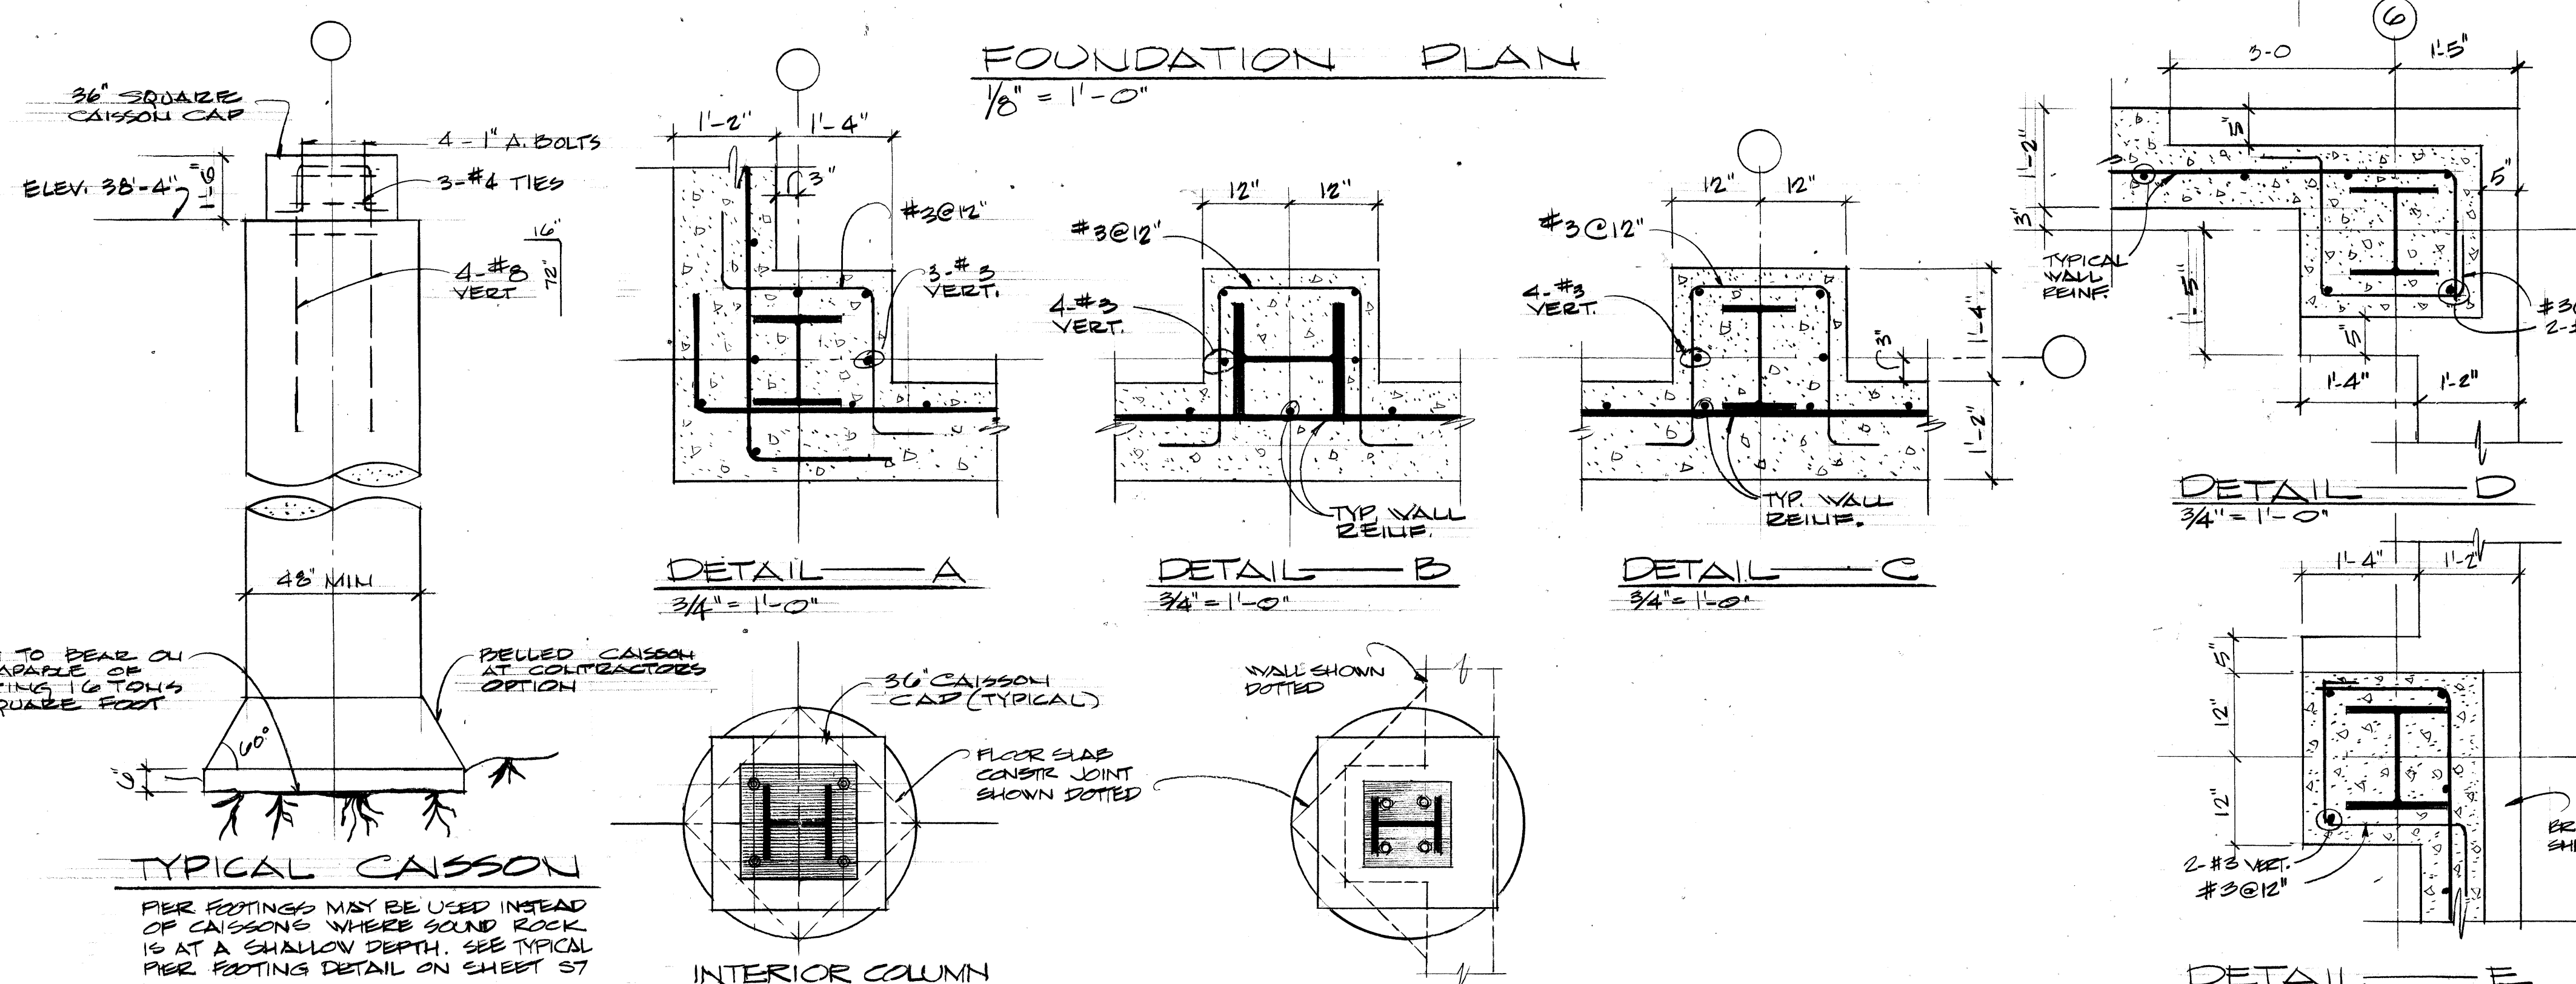 FOUNDATION PLAN
1/8" = 1'-0"
36" SQUARE
CAISSON CAP
4-1" A. BOLTS
3-#4 TIES
ELEV. 38'-4"
1'-6"
4-#8
VERT
16"
72"
48" MIN
TO BEAR ON
16 TONS
FOOT
BELLED CAISSON
AT CONTRACTORS
OPTION
60°
6"
TYPICAL CAISSON
PIER FOOTINGS MAY BE USED INSTEAD
OF CAISSONS WHERE SOUND ROCK
IS AT A SHALLOW DEPTH. SEE TYPICAL
PIER FOOTING DETAIL ON SHEET S7
1'-2"
1'-4"
3"
#3@12"
3-#3
VERT.
DETAIL A
3/4" = 1'-0"
12"
12"
#3@12"
4-#3
VERT.
TYP. WALL
REINF.
DETAIL B
3/4" = 1'-0"
12"
12"
#3@12"
4-#3
VERT.
3"
1'-4"
1'-2"
TYP. WALL
REINF.
DETAIL C
3/4" = 1'-0"
6
3-0
1'-5"
5"
1'-2"
3"
5"
TYPICAL
WALL
REINF.
5"
1'-4"
1'-2"
DETAIL D
3/4" = 1'-0"
36" CAISSON
CAP (TYPICAL)
FLOOR SLAB
CONSTR JOINT
SHOWN DOTTED
INTERIOR COLUMN
WALL SHOWN
DOTTED
1'-4"
1'-2"
5"
12"
12"
2-#3 VERT.
#3@12"
DETAIL E